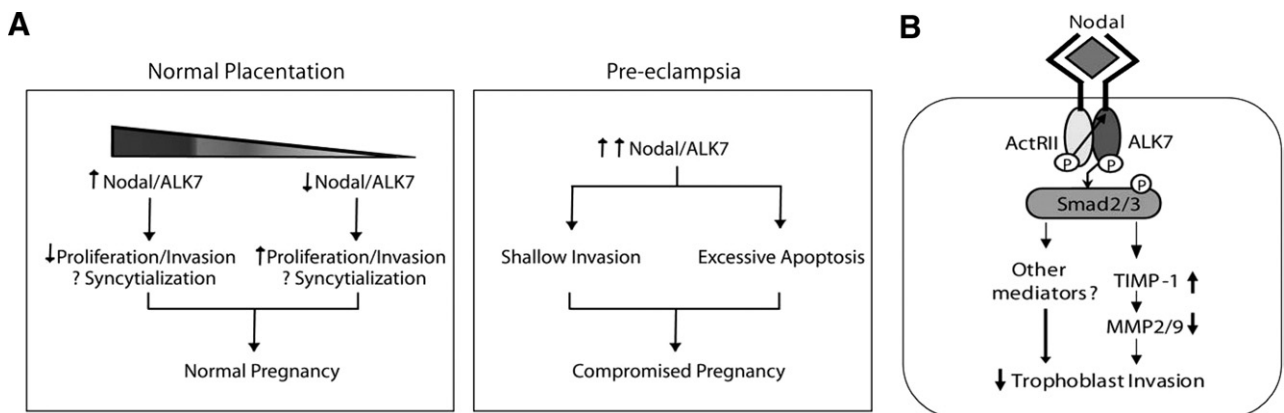 A
Normal Placentation
↑Nodal/ALK7
↓Nodal/ALK7
↓Proliferation/Invasion
? Syncytialization
↑Proliferation/Invasion
? Syncytialization
Normal Pregnancy
Pre-eclampsia
↑↑Nodal/ALK7
Shallow Invasion
Excessive Apoptosis
Compromised Pregnancy
B
Nodal
ActRII
ALK7
P
P
P
Smad2/3
Other
mediators?
TIMP-1 ↑
MMP2/9↓
↓Trophoblast Invasion